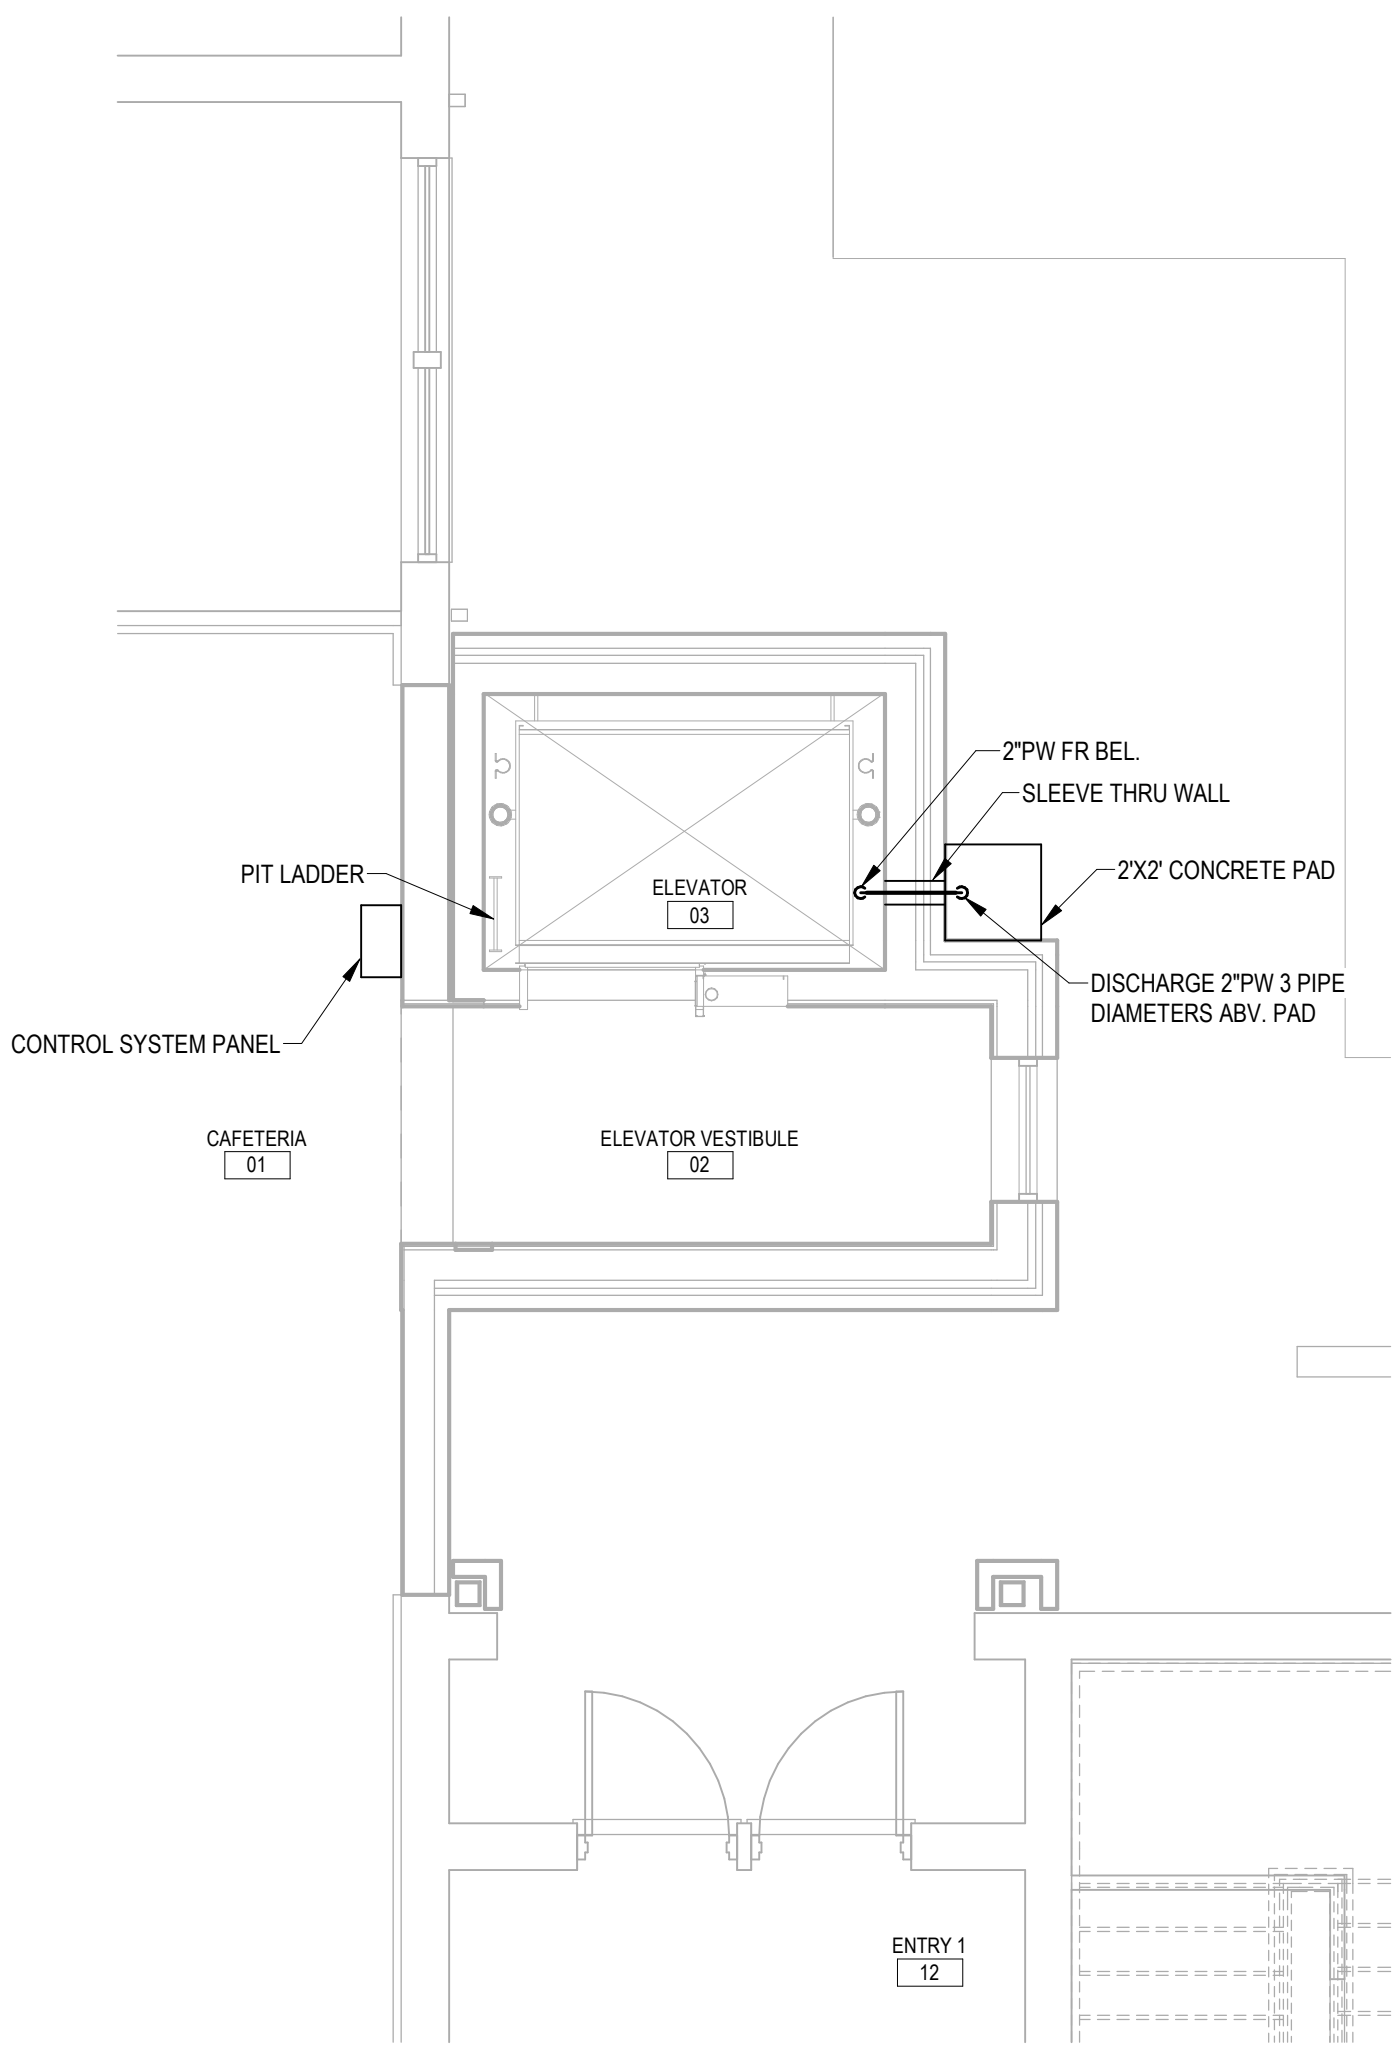 2"PW FR BEL.
SLEEVE THRU WALL
PIT LADDER
2'X2' CONCRETE PAD
ELEVATOR
03
DISCHARGE 2"PW 3 PIPE
DIAMETERS ABV. PAD
CONTROL SYSTEM PANEL
CAFETERIA
01
ELEVATOR VESTIBULE
02
ENTRY 1
12